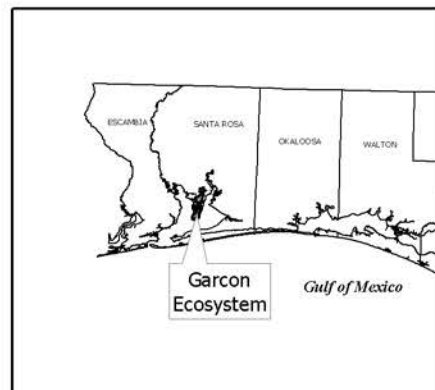 ESCAMBIA
SANTA ROSA
OKALOOSA
WALTON
Garcon
Ecosystem
Gulf of Mexico